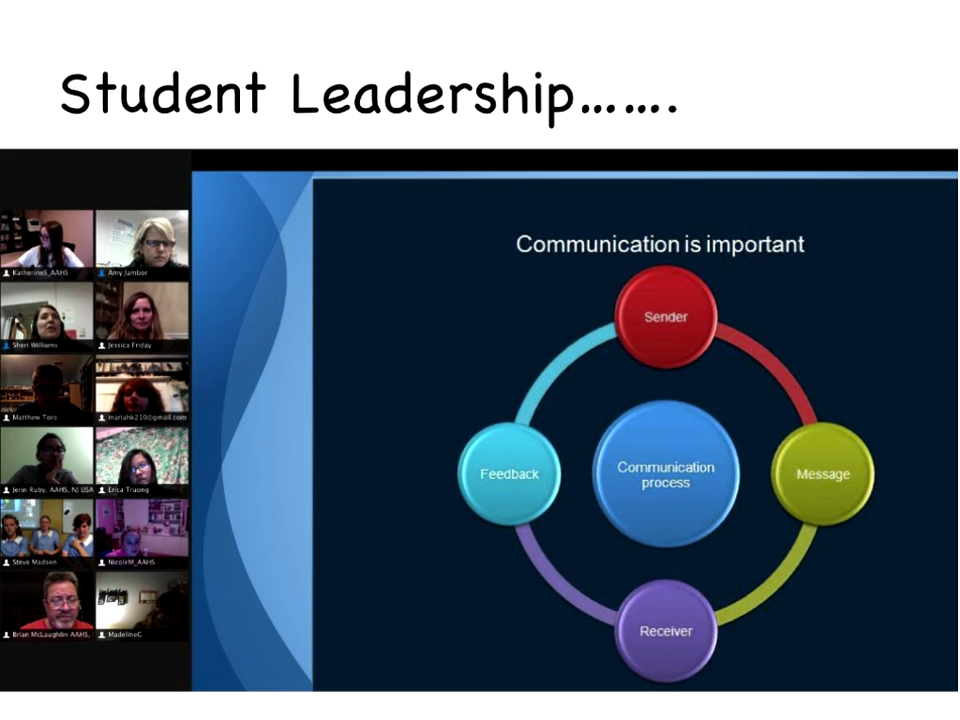 Student Leadership.......
Communication is important
Sender
Feedback
Communication
process
Message
Receiver
KatherineS_AAHS
Amy Jambor
Sheri Williams
Jessica Friday
Matthew Toro
mariahk210@gmail.com
Jerin Ruby, AAHS, NJ USA
Erica Truong
Steve Madsen
NicoleM_AAHS
Brian McLaughlin AAHS,
MadelineG